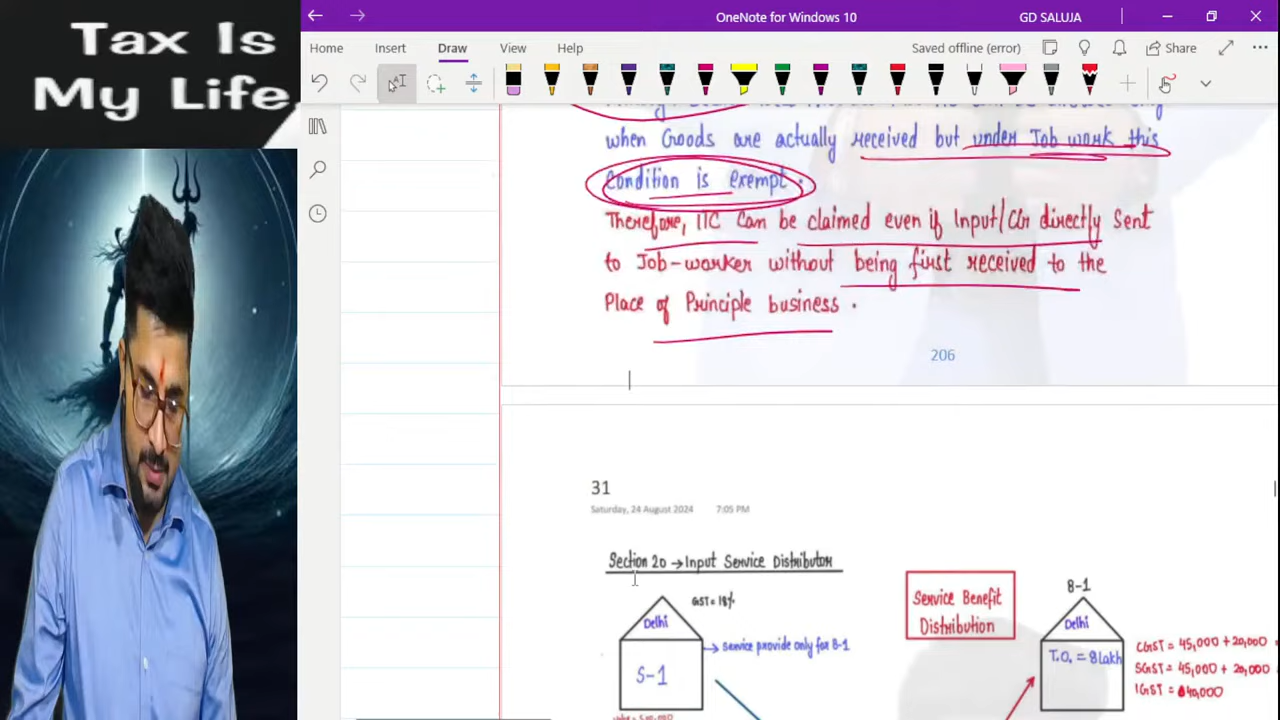 Tax Is
My Life
OneNote for Windows 10
GD SALUJA
Home
Insert
Draw
View
Help
Saved offline (error)
Share
when Goods are actually received but under Job work this
Condition is exempt.
Therefore, ITC Can be claimed even if Input/CG directly Sent
to Job-worker without being first received to the
Place of Principle business.
206
31
Saturday, 24 August 2024
7:05 PM
Section 20 → Input Service Distributor
GST = 18%
Delhi
→ service provide only for B-1
S-1
Service Benefit
Distribution
B-1
Delhi
T.O. = 8 Lakh
CGST = 45,000 + 20,000
SGST = 45,000 + 20,000
IGST = 40,000